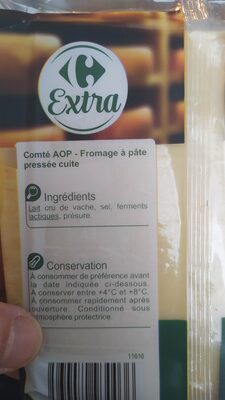 Extra
Comté AOP - Fromage à pâte
pressée cuite
Ingrédients
Lait cru de vache, sel, ferments
lactiques, présure.
Conservation
A consommer de préférence avant
la date indiquée ci-dessous.
A conserver entre +4°C et +8°C.
A consommer rapidement après
ouverture. Conditionné sous
atmosphère protectrice.
11616